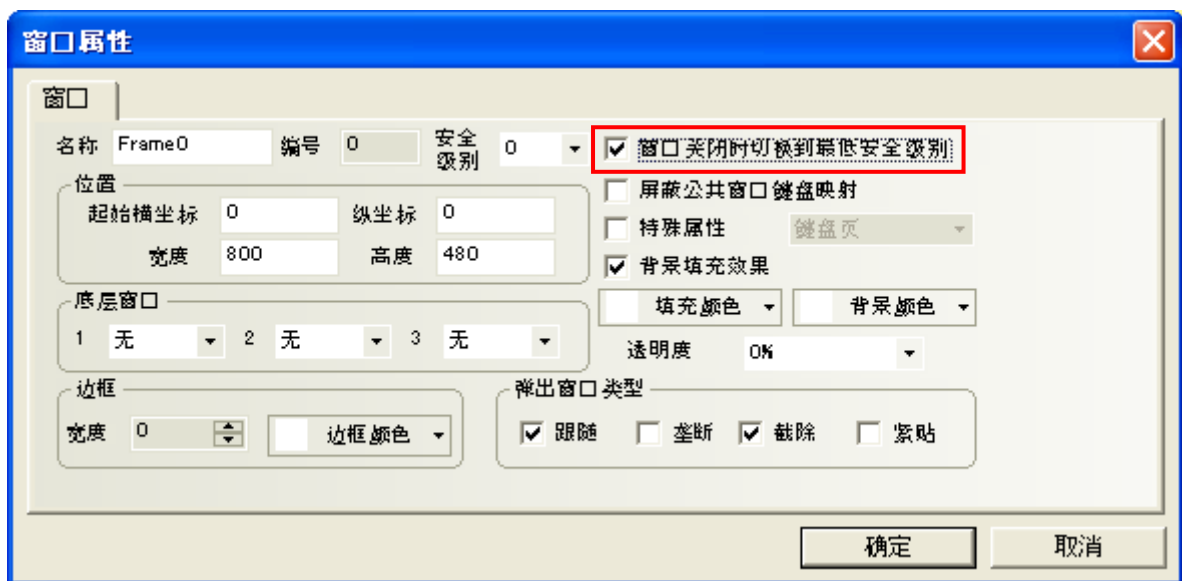 窗口属性
窗口
名称 Frame0 编号 0 安全级别 0 窗口关闭时切换到最低安全级别
屏蔽公共窗口键盘映射
位置
起始横坐标 0 纵坐标 0
特殊属性 键盘页
宽度 800 高度 480
背景填充效果
底层窗口
填充颜色 背景颜色
1 无 2 无 3 无
透明度 0%
边框
弹出窗口类型
宽度 0 边框颜色
跟随 垄断 截除 紧贴
确定 取消